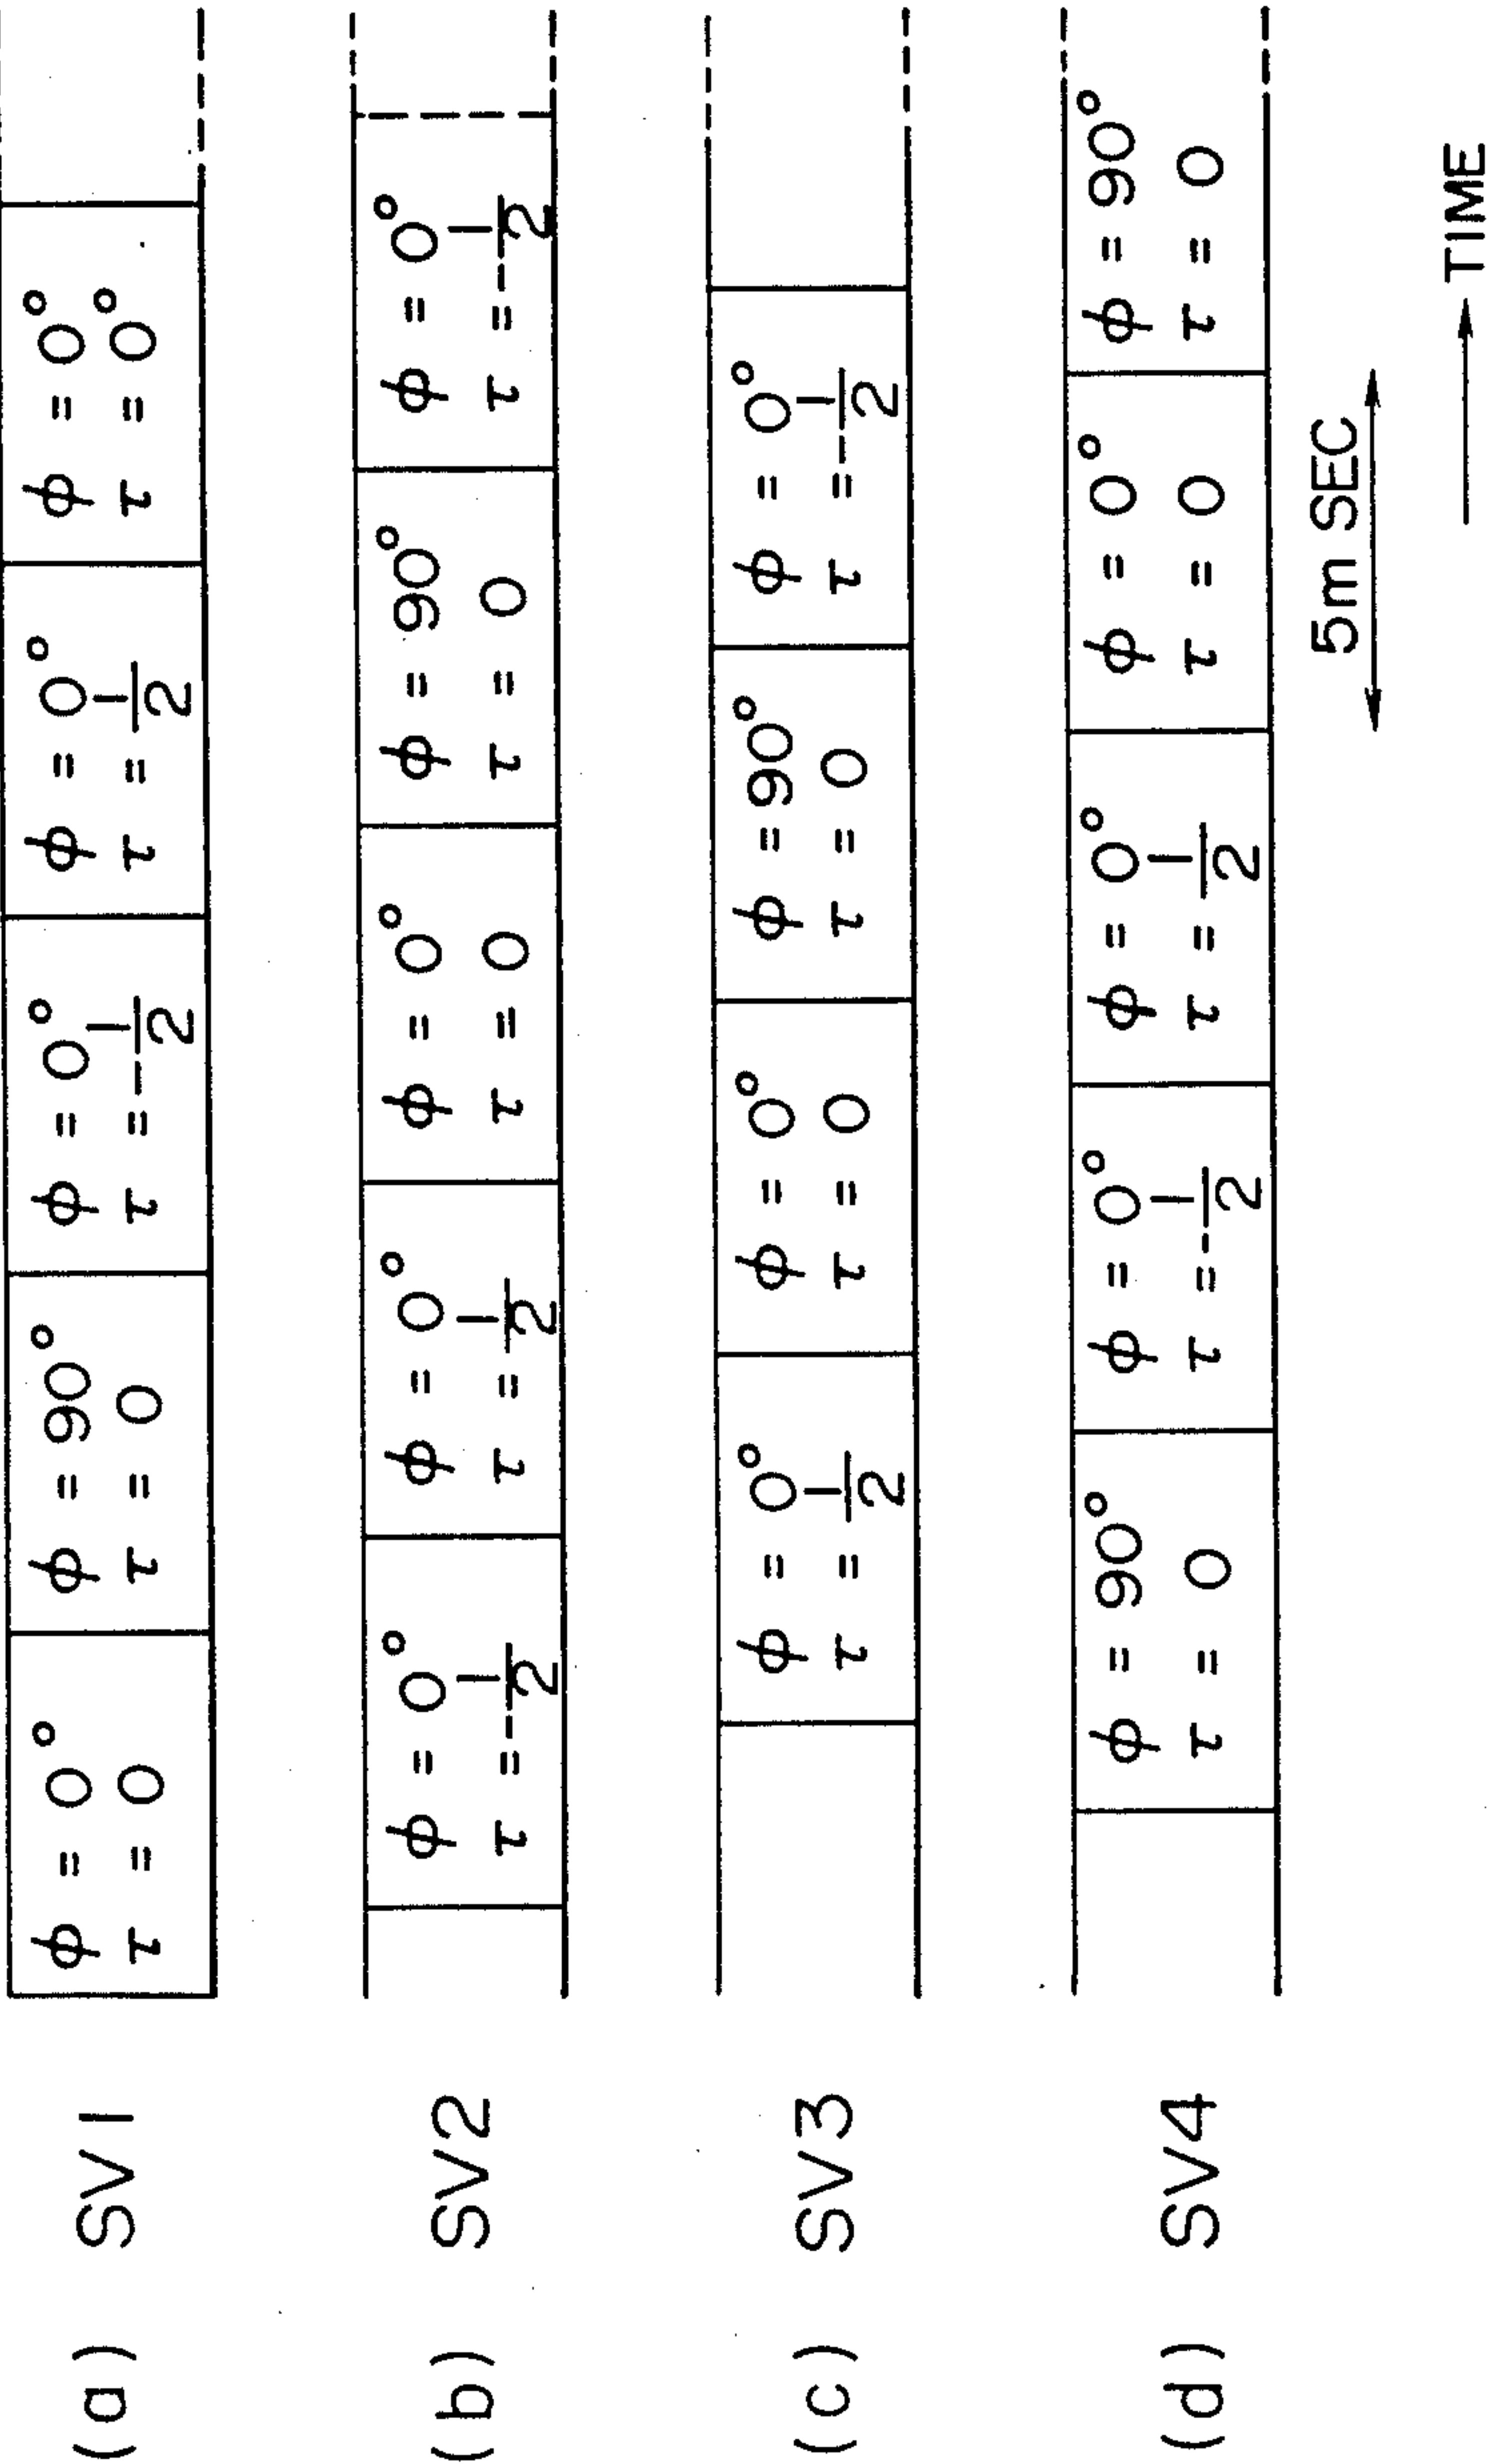 (a) SV1
φ = 0° φ = 90° φ = 0° φ = 0° φ = 0°
τ = 0 τ = 0 τ = -1/2 τ = 1/2 τ = 0°
(b) SV2
φ = 0° φ = 0° φ = 0° φ = 90° φ = 0°
τ = -1/2 τ = 1/2 τ = 0 τ = 0 τ = -1/2
(c) SV3
φ = 0° φ = 0° φ = 90° φ = 0°
τ = 1/2 τ = 0 τ = 0 τ = -1/2
(d) SV4
φ = 90° φ = 0° φ = 0° φ = 0° φ = 90°
τ = 0 τ = -1/2 τ = 1/2 τ = 0 τ = 0
5m SEC
TIME